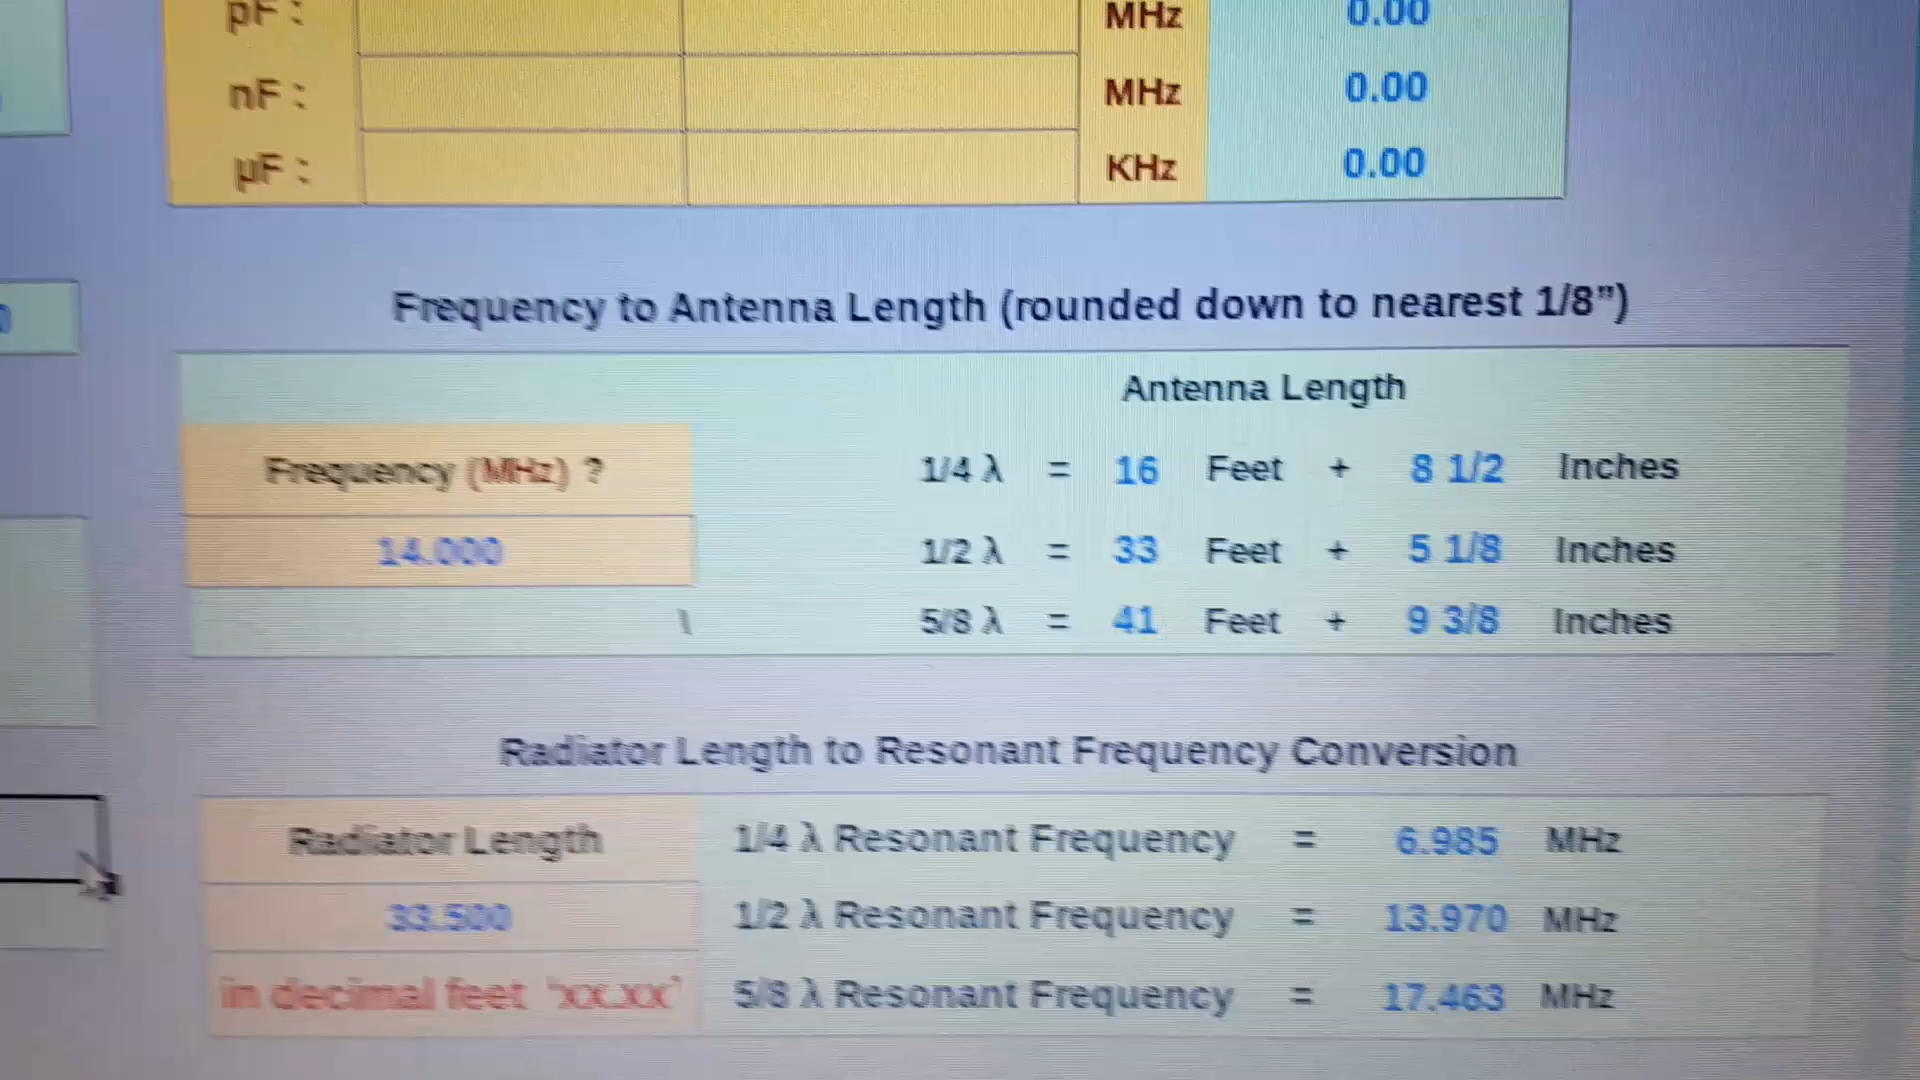 pF : MHz 0.00
nF : MHz 0.00
µF : KHz 0.00
Frequency to Antenna Length (rounded down to nearest 1/8")
Antenna Length
Frequency (MHz) ? 1/4 λ = 16 Feet + 8 1/2 Inches
14.000 1/2 λ = 33 Feet + 5 1/8 Inches
5/8 λ = 41 Feet + 9 3/8 Inches
Radiator Length to Resonant Frequency Conversion
Radiator Length 1/4 λ Resonant Frequency = 6.985 MHz
33.500 1/2 λ Resonant Frequency = 13.970 MHz
in decimal feet 'xx.xx' 5/8 λ Resonant Frequency = 17.463 MHz